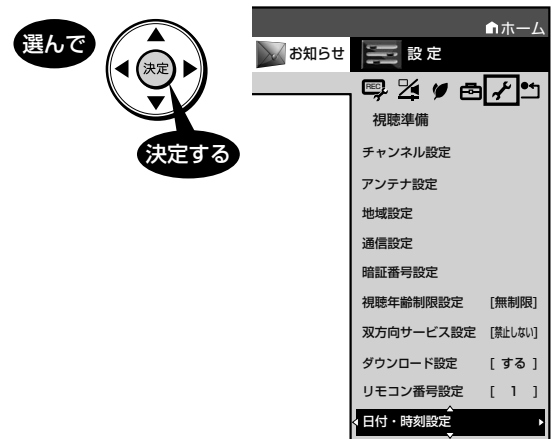 選んで
決定
決定する
ホーム
お知らせ
設定
REC
視聴準備
チャンネル設定
アンテナ設定
地域設定
通信設定
暗証番号設定
視聴年齢制限設定 [無制限]
双方向サービス設定 [禁止しない]
ダウンロード設定 [ する ]
リモコン番号設定 [ 1 ]
日付・時刻設定